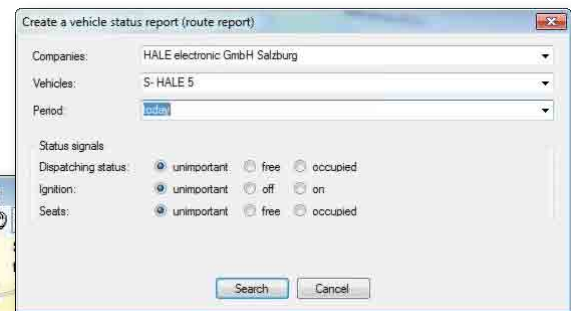 Create a vehicle status report (route report)
Companies: HALE electronic GmbH Salzburg
Vehicles: S- HALE 5
Period: today
Status signals
Dispatching status: unimportant free occupied
Ignition: unimportant off on
Seats: unimportant free occupied
Search Cancel